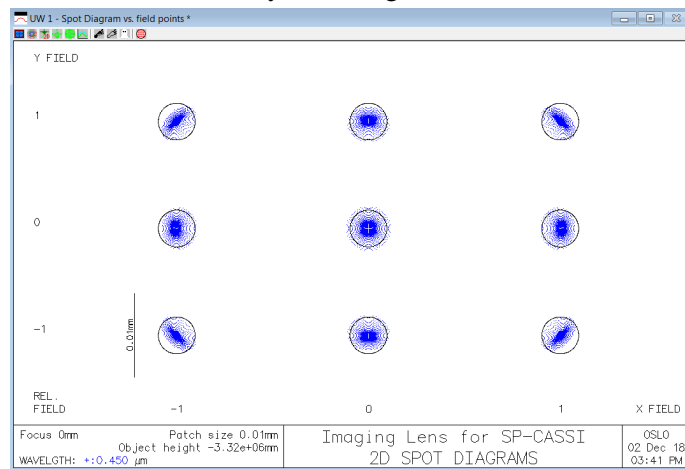 UW 1 - Spot Diagram vs. field points *
Y FIELD
1
0
-1
0.01mm
REL.
FIELD
-1 0 1 X FIELD
Focus 0mm Patch size 0.01mm
Object height -3.32e+06mm
WAVELGTH: +:0.450 µm
Imaging Lens for SP-CASSI
2D SPOT DIAGRAMS
OSLO
02 Dec 18
03:41 PM